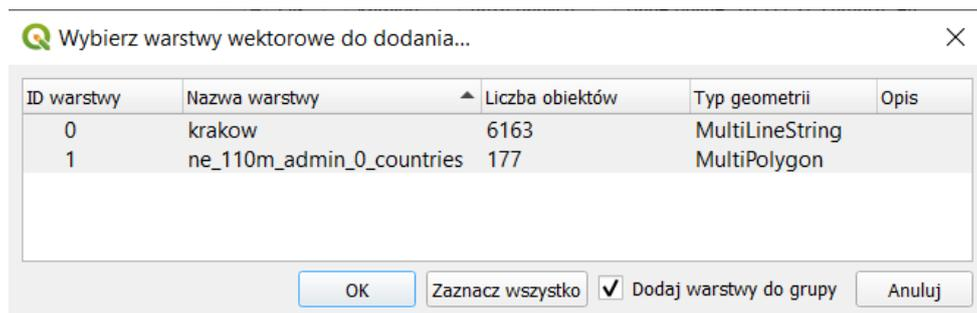 Wybierz warstwy wektorowe do dodania...
ID warstwy Nazwa warstwy Liczba obiektów Typ geometrii Opis
0 krakow 6163 MultiLineString
1 ne_110m_admin_0_countries 177 MultiPolygon
OK Zaznacz wszystko Dodaj warstwy do grupy Anuluj